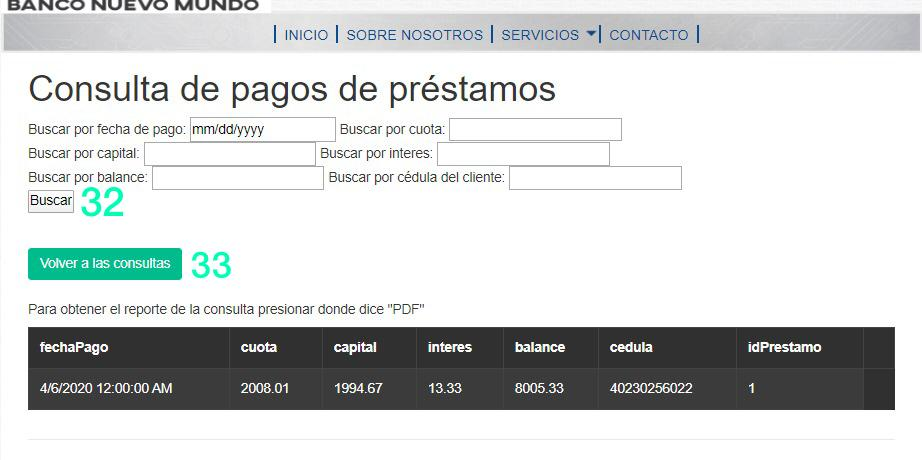 BANCO NUEVO MUNDO
INICIO SOBRE NOSOTROS SERVICIOS CONTACTO
Consulta de pagos de préstamos
Buscar por fecha de pago: mm/dd/yyyy Buscar por cuota:
Buscar por capital: Buscar por interes:
Buscar por balance: Buscar por cédula del cliente:
Buscar 32
Volver a las consultas 33
Para obtener el reporte de la consulta presionar donde dice "PDF"
fechaPago cuota capital interes balance cedula idPrestamo
4/6/2020 12:00:00 AM 2008.01 1994.67 13.33 8005.33 40230256022 1